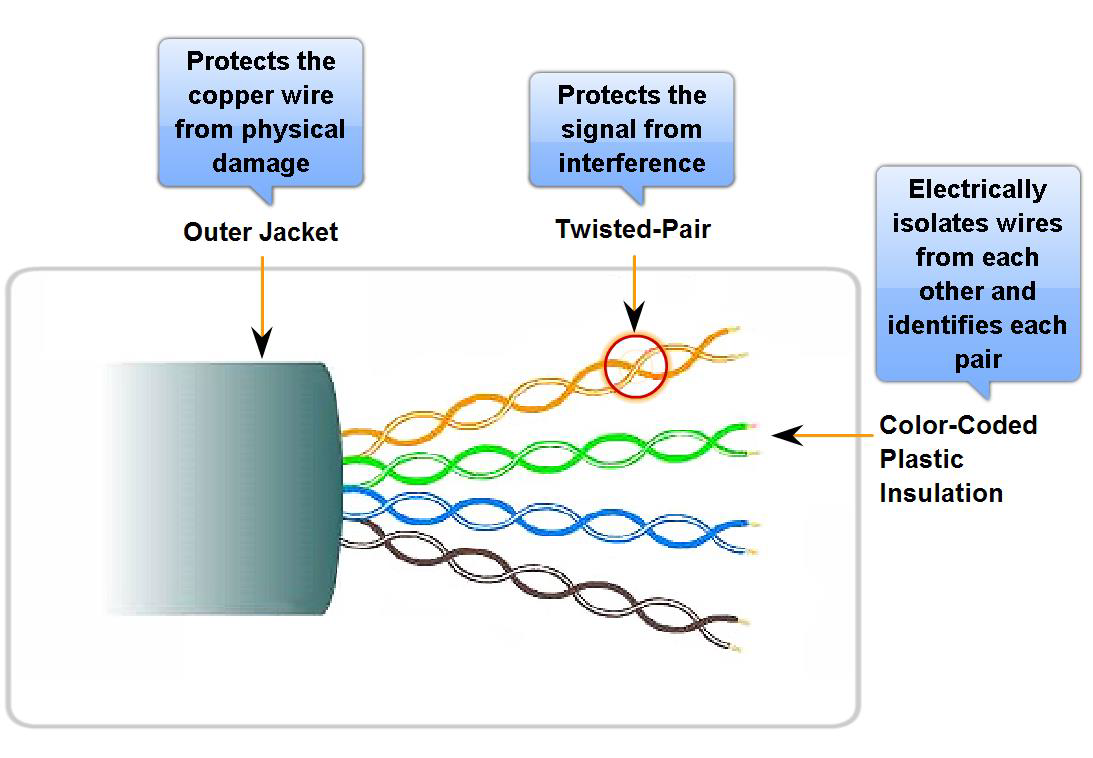 Protects the
copper wire
from physical
damage
Outer Jacket
Protects the
signal from
interference
Twisted-Pair
Electrically
isolates wires
from each
other and
identifies each
pair
Color-Coded
Plastic
Insulation